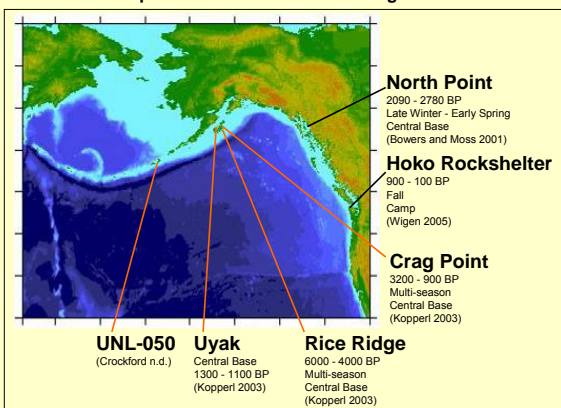 North Point
2090 - 2780 BP
Late Winter - Early Spring
Central Base
(Bowers and Moss 2001)
Hoko Rockshelter
900 - 100 BP
Fall
Camp
(Wigen 2005)
Crag Point
3200 - 900 BP
Multi-season
Central Base
(Kopperl 2003)
UNL-050
(Crockford n.d.)
Uyak
Central Base
1300 - 1100 BP
(Kopperl 2003)
Rice Ridge
6000 - 4000 BP
Multi-season
Central Base
(Kopperl 2003)